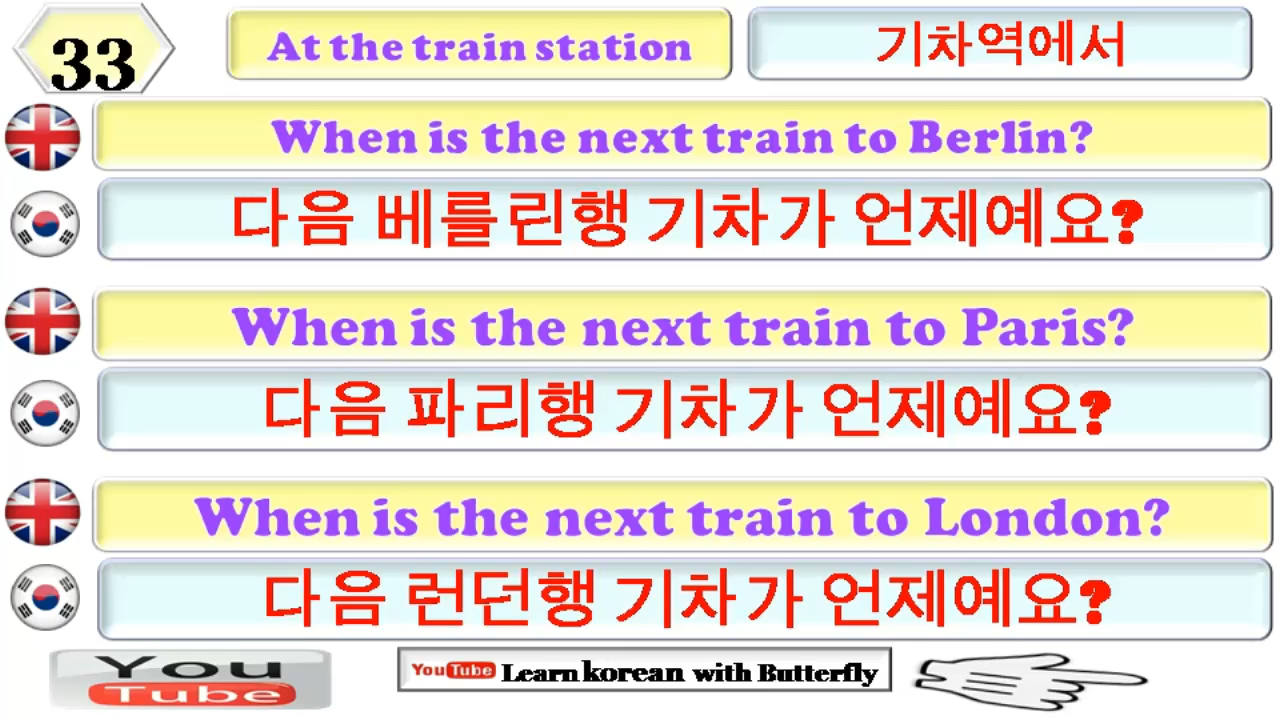 33
At the train station
기차역에서
When is the next train to Berlin?
다음 베를린행 기차가 언제예요?
When is the next train to Paris?
다음 파리행 기차가 언제예요?
When is the next train to London?
다음 런던행 기차가 언제예요?
You
Tube
YouTube Learn korean with Butterfly